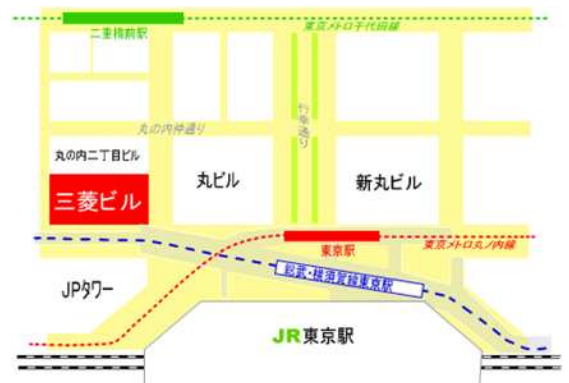 東京メトロ千代田線
二重橋前駅
行幸通り
丸の内仲通り
丸の内二丁目ビル
三菱ビル
丸ビル
新丸ビル
東京駅
東京メトロ丸ノ内線
総武・横須賀線東京駅
JPタワー
JR東京駅